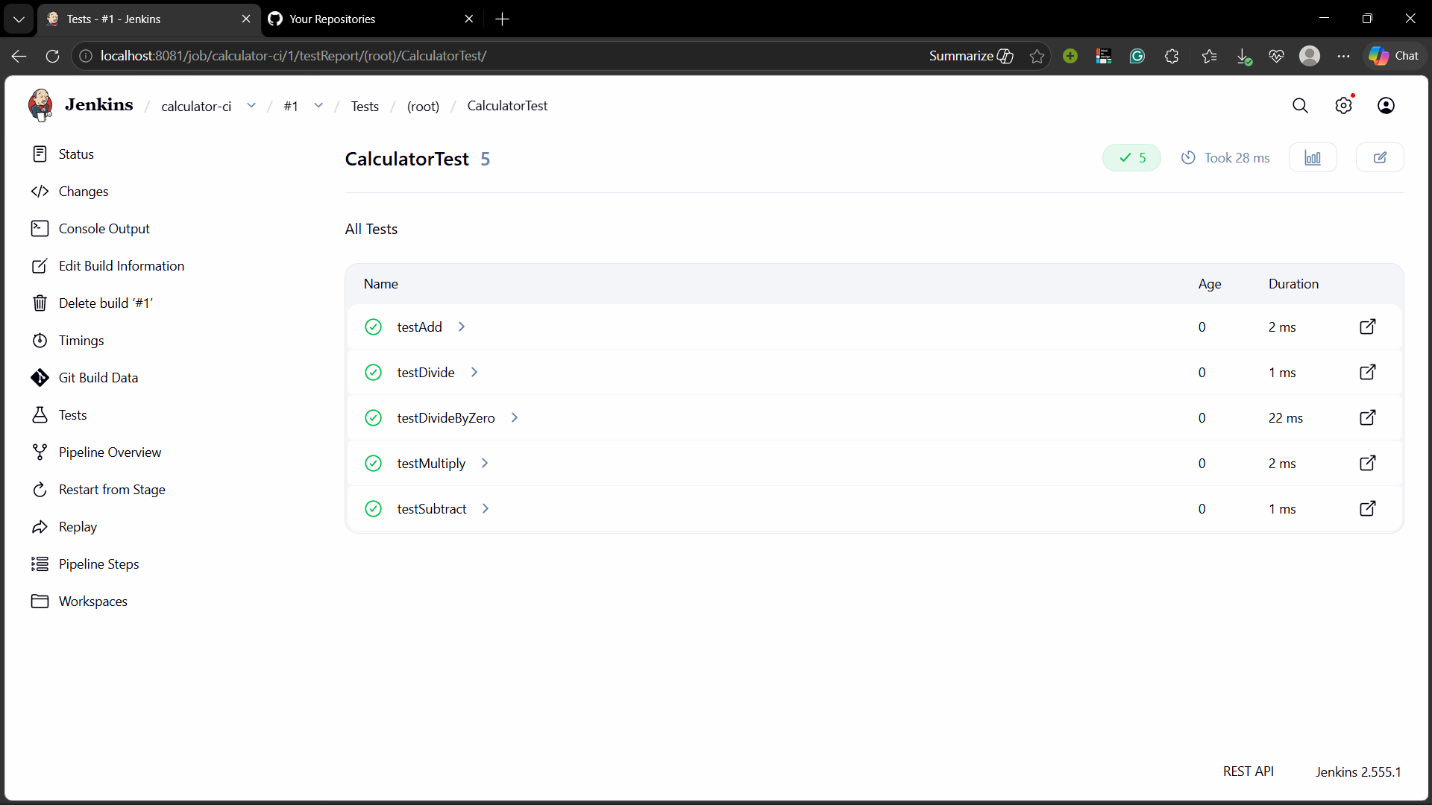 Tests - #1 - Jenkins
Your Repositories
localhost:8081/job/calculator-ci/1/testReport/(root)/CalculatorTest/
Summarize
Chat
Jenkins / calculator-ci / #1 / Tests / (root) / CalculatorTest
Status
Changes
Console Output
Edit Build Information
Delete build ‘#1’
Timings
Git Build Data
Tests
Pipeline Overview
Restart from Stage
Replay
Pipeline Steps
Workspaces
CalculatorTest 5
5
Took 28 ms
All Tests
Name Age Duration
testAdd 0 2 ms
testDivide 0 1 ms
testDivideByZero 0 22 ms
testMultiply 0 2 ms
testSubtract 0 1 ms
REST API
Jenkins 2.555.1